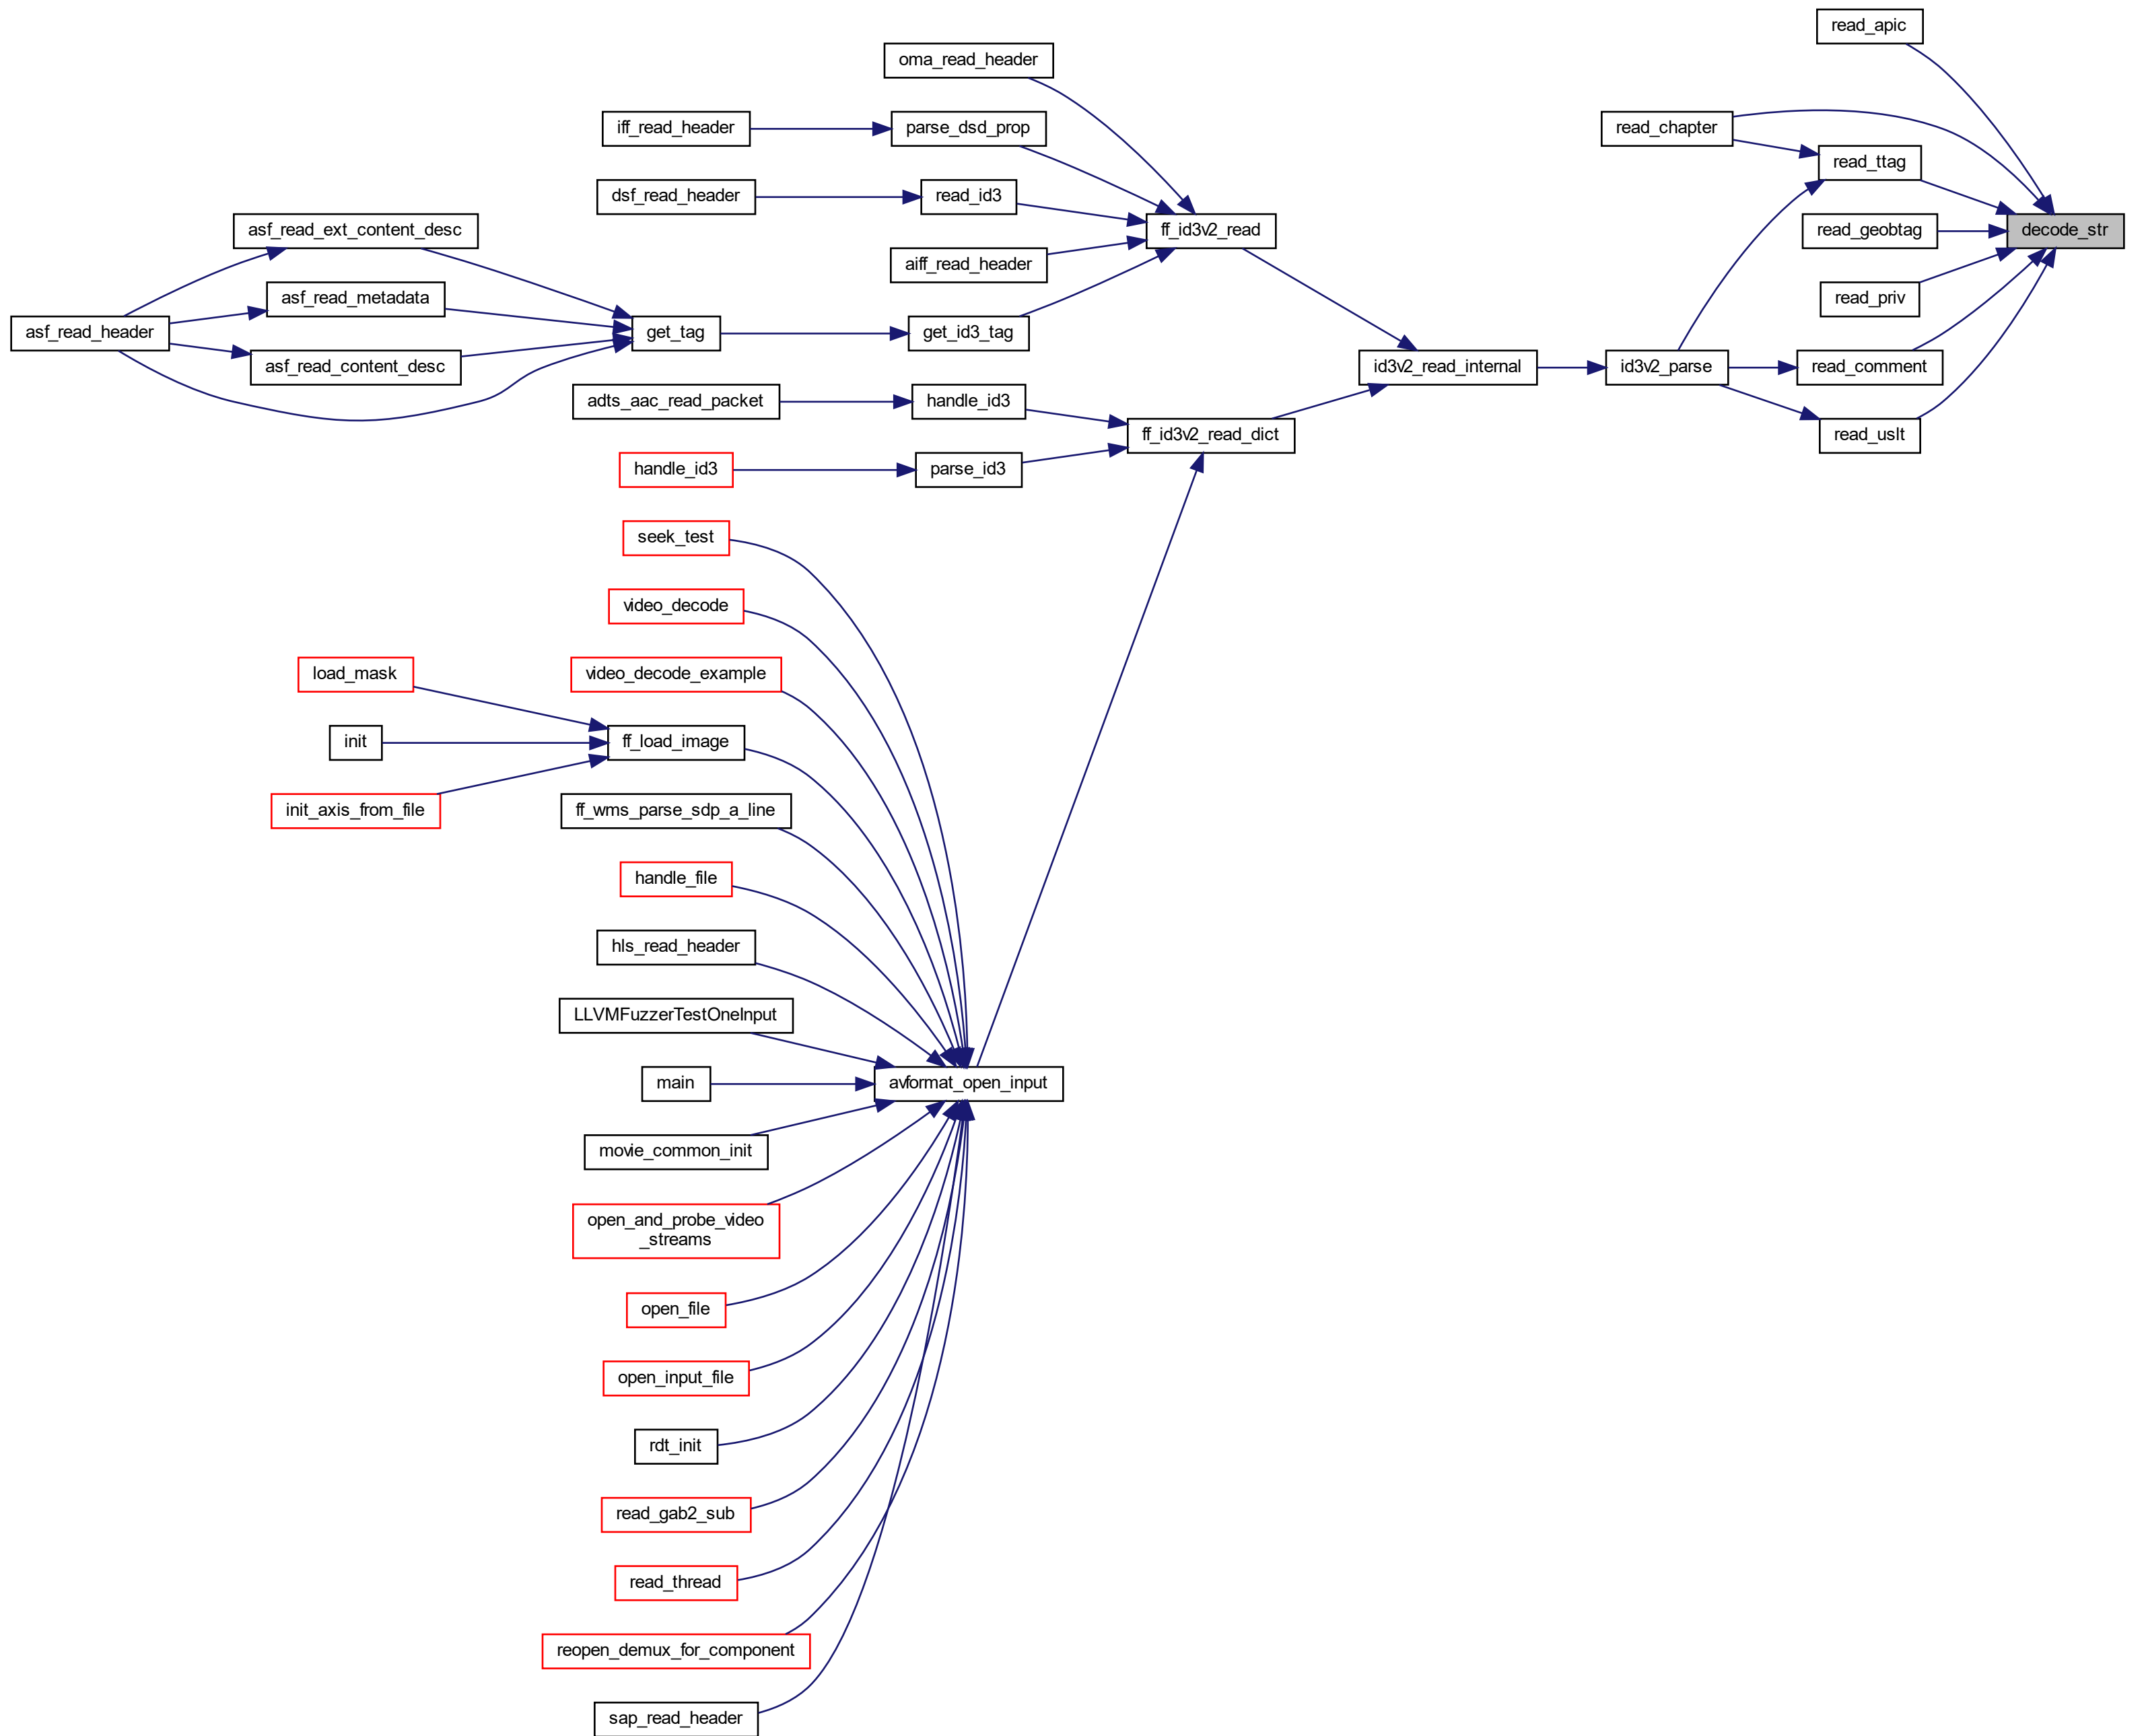 read_apic
oma_read_header
iff_read_header
parse_dsd_prop
read_chapter
read_ttag
dsf_read_header
read_id3
asf_read_ext_content_desc
ff_id3v2_read
read_geobtag
decode_str
aiff_read_header
asf_read_metadata
read_priv
asf_read_header
get_tag
get_id3_tag
asf_read_content_desc
id3v2_read_internal
id3v2_parse
read_comment
adts_aac_read_packet
handle_id3
ff_id3v2_read_dict
read_uslt
handle_id3
parse_id3
seek_test
video_decode
load_mask
video_decode_example
init
ff_load_image
init_axis_from_file
ff_wms_parse_sdp_a_line
handle_file
hls_read_header
LLVMFuzzerTestOneInput
main
avformat_open_input
movie_common_init
open_and_probe_video
_streams
open_file
open_input_file
rdt_init
read_gab2_sub
read_thread
reopen_demux_for_component
sap_read_header